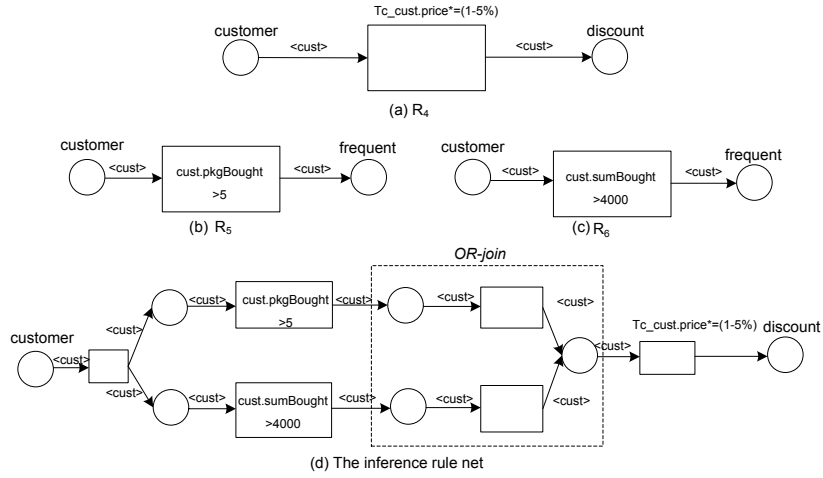 Tc_cust.price*=(1-5%)
customer
discount
<cust>
<cust>
(a) R4
customer
frequent
<cust>
<cust>
cust.pkgBought
>5
(b) R5
customer
frequent
<cust>
<cust>
cust.sumBought
>4000
(c) R6
OR-join
<cust>
cust.pkgBought
>5
<cust>
<cust>
<cust>
customer
<cust>
<cust>
<cust>
Tc_cust.price*=(1-5%)
discount
<cust>
<cust>
cust.sumBought
>4000
<cust>
<cust>
<cust>
(d) The inference rule net